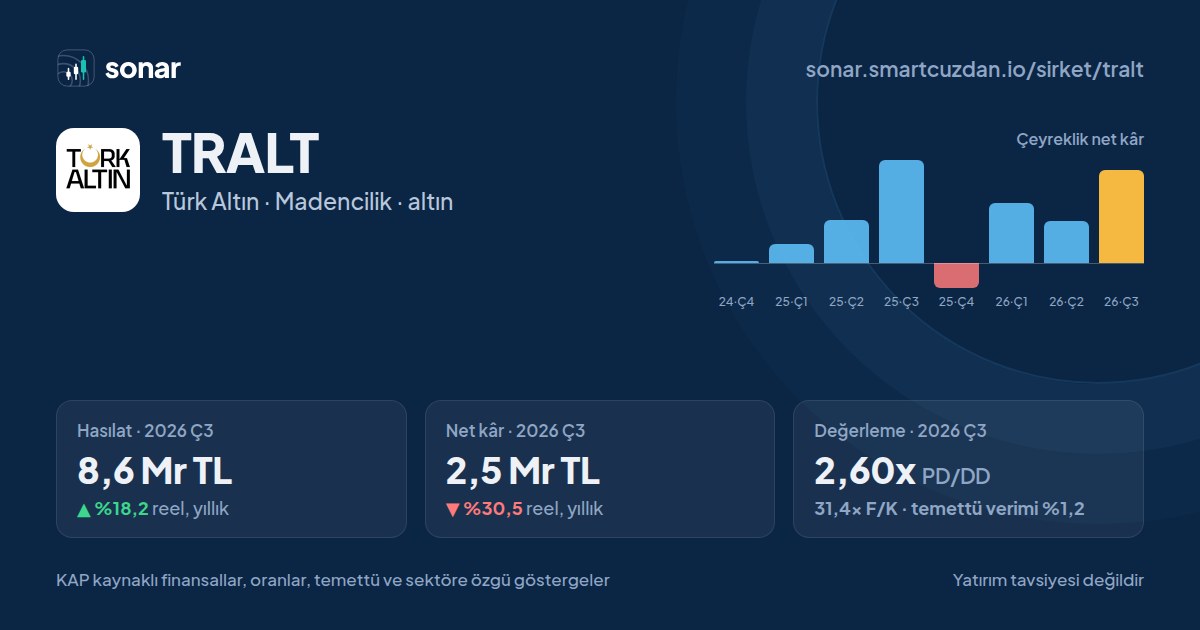 sonar
sonar.smartcuzdan.io/sirket/tralt
TÜRK
ALTIN
TRALT
Türk Altın · Madencilik · altın
Çeyreklik net kâr
24·Ç4 25·Ç1 25·Ç2 25·Ç3 25·Ç4 26·Ç1 26·Ç2 26·Ç3
Hasılat · 2026 Ç3
8,6 Mr TL
▲ %18,2 reel, yıllık
Net kâr · 2026 Ç3
2,5 Mr TL
▼ %30,5 reel, yıllık
Değerleme · 2026 Ç3
2,60x PD/DD
31,4× F/K · temettü verimi %1,2
KAP kaynaklı finansallar, oranlar, temettü ve sektöre özgü göstergeler
Yatırım tavsiyesi değildir